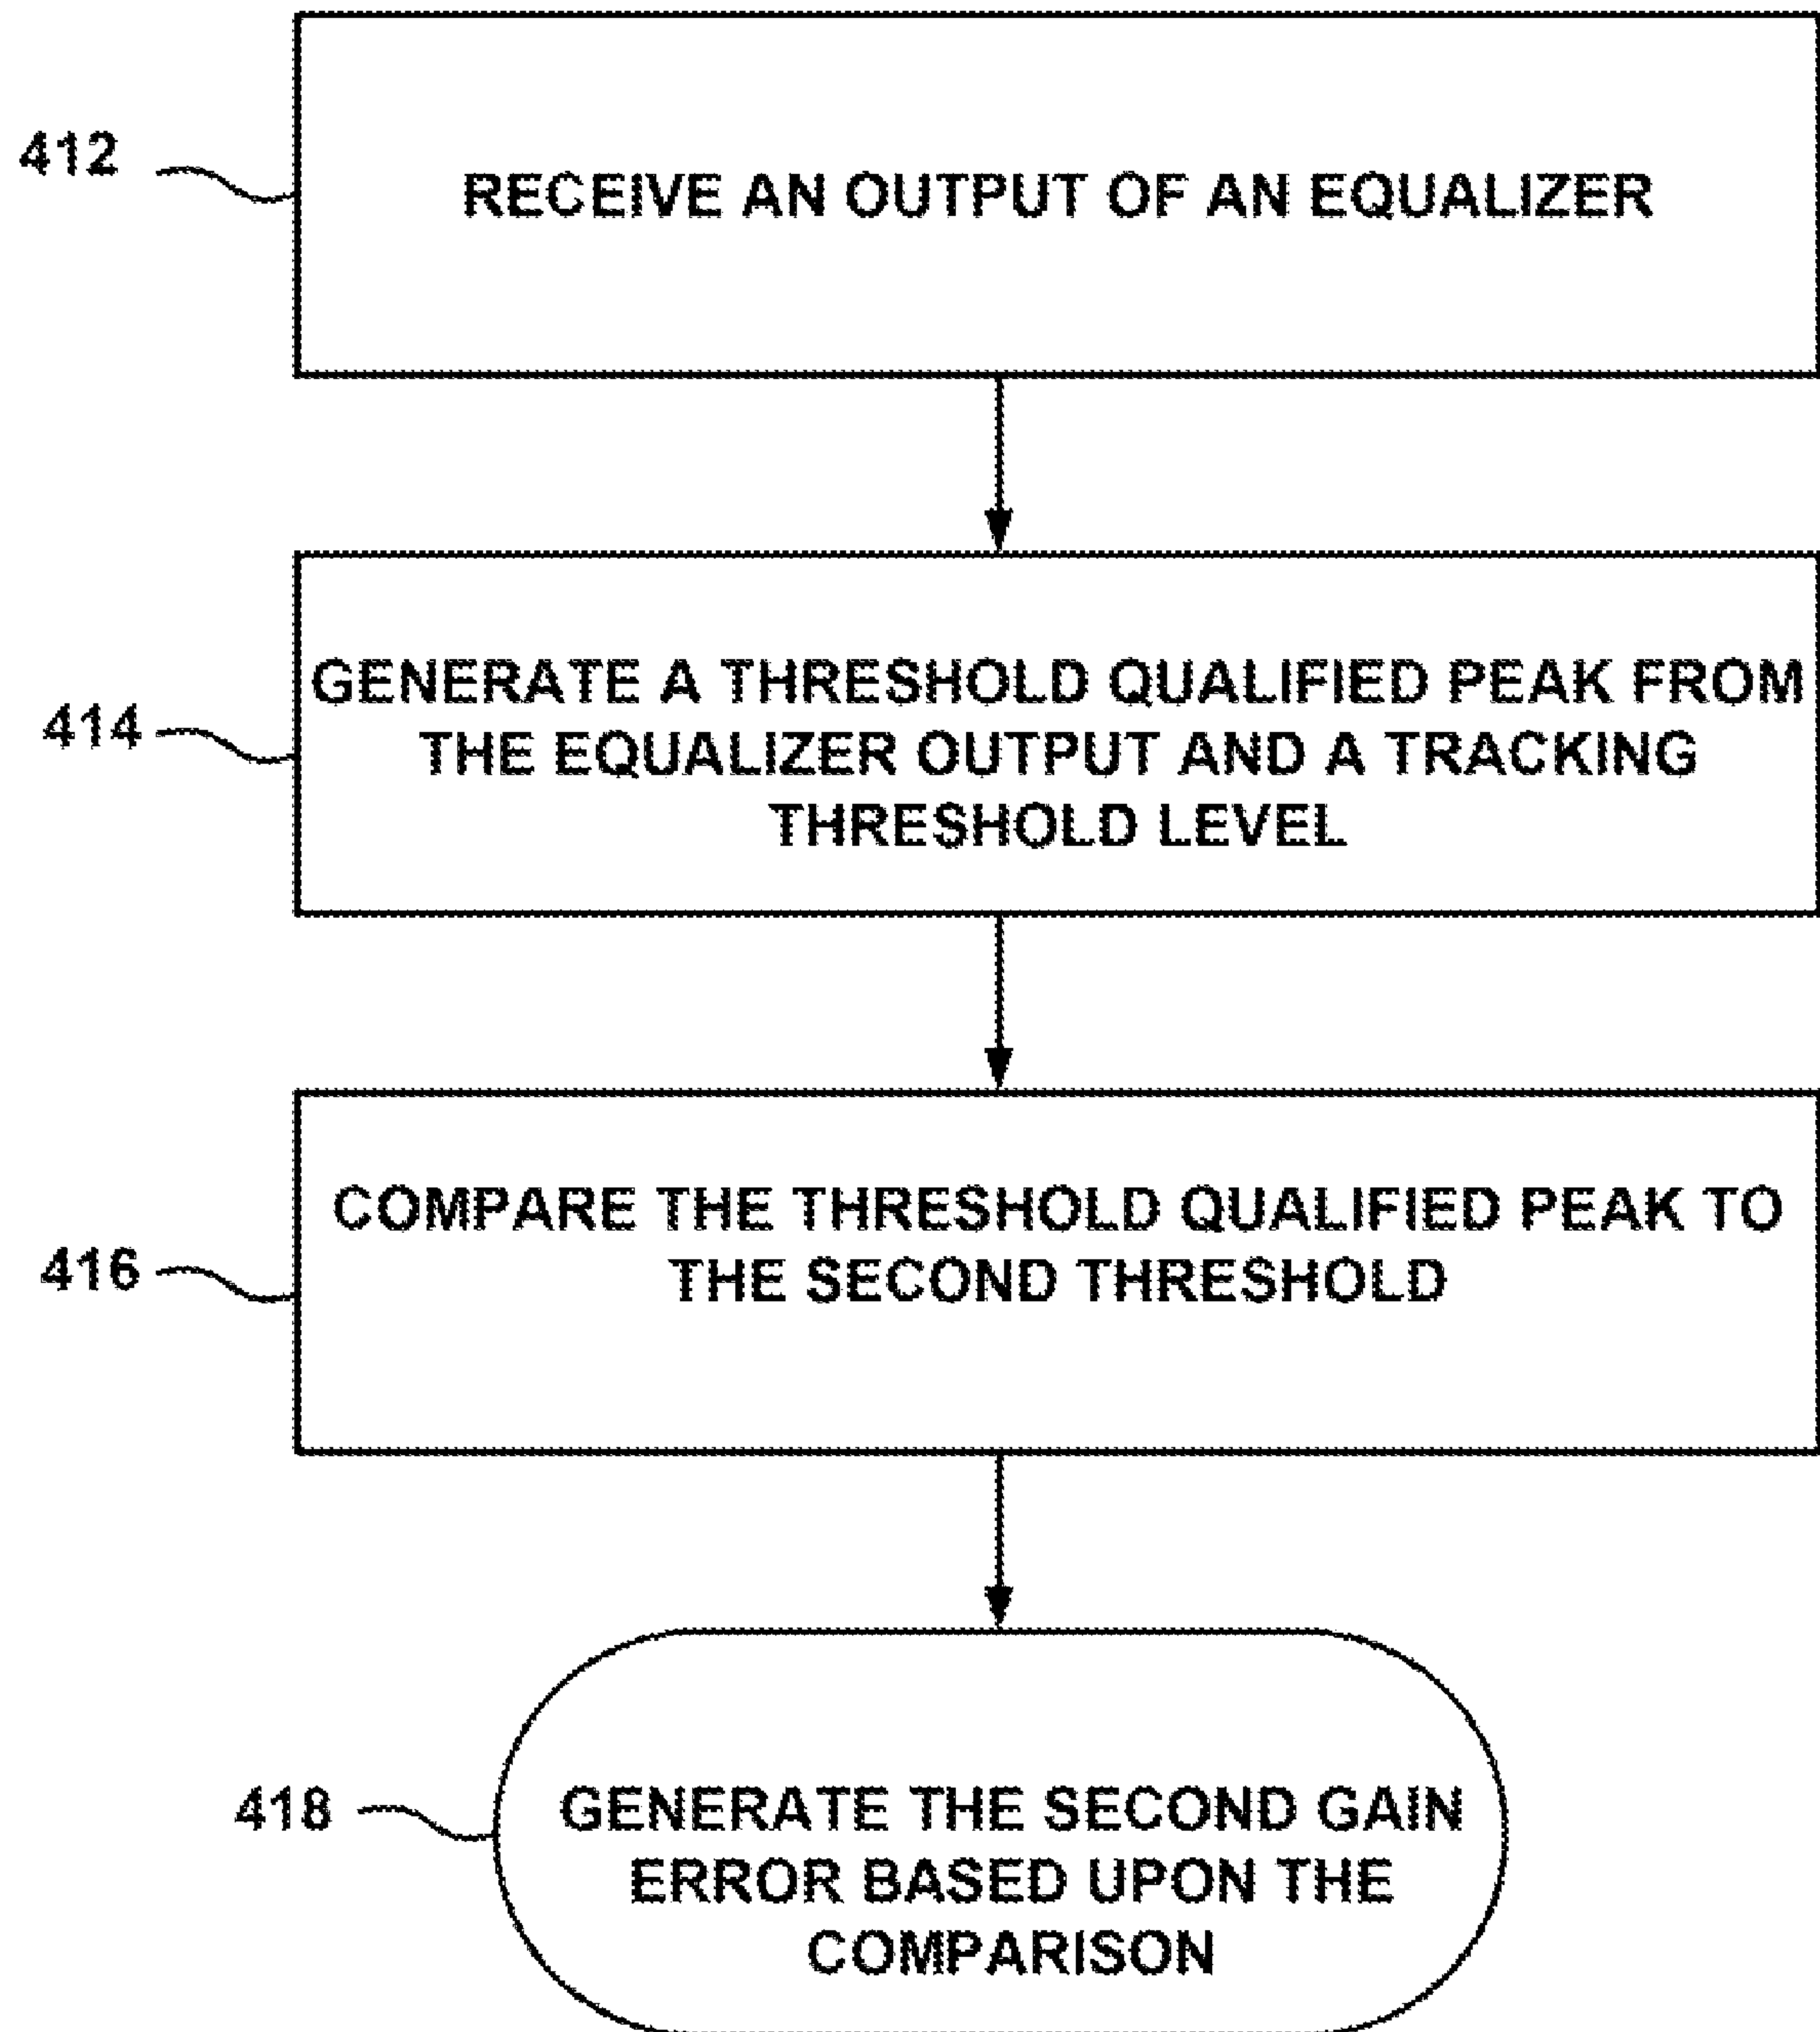 412
RECEIVE AN OUTPUT OF AN EQUALIZER
414
GENERATE A THRESHOLD QUALIFIED PEAK FROM
THE EQUALIZER OUTPUT AND A TRACKING
THRESHOLD LEVEL
416
COMPARE THE THRESHOLD QUALIFIED PEAK TO
THE SECOND THRESHOLD
418
GENERATE THE SECOND GAIN
ERROR BASED UPON THE
COMPARISON